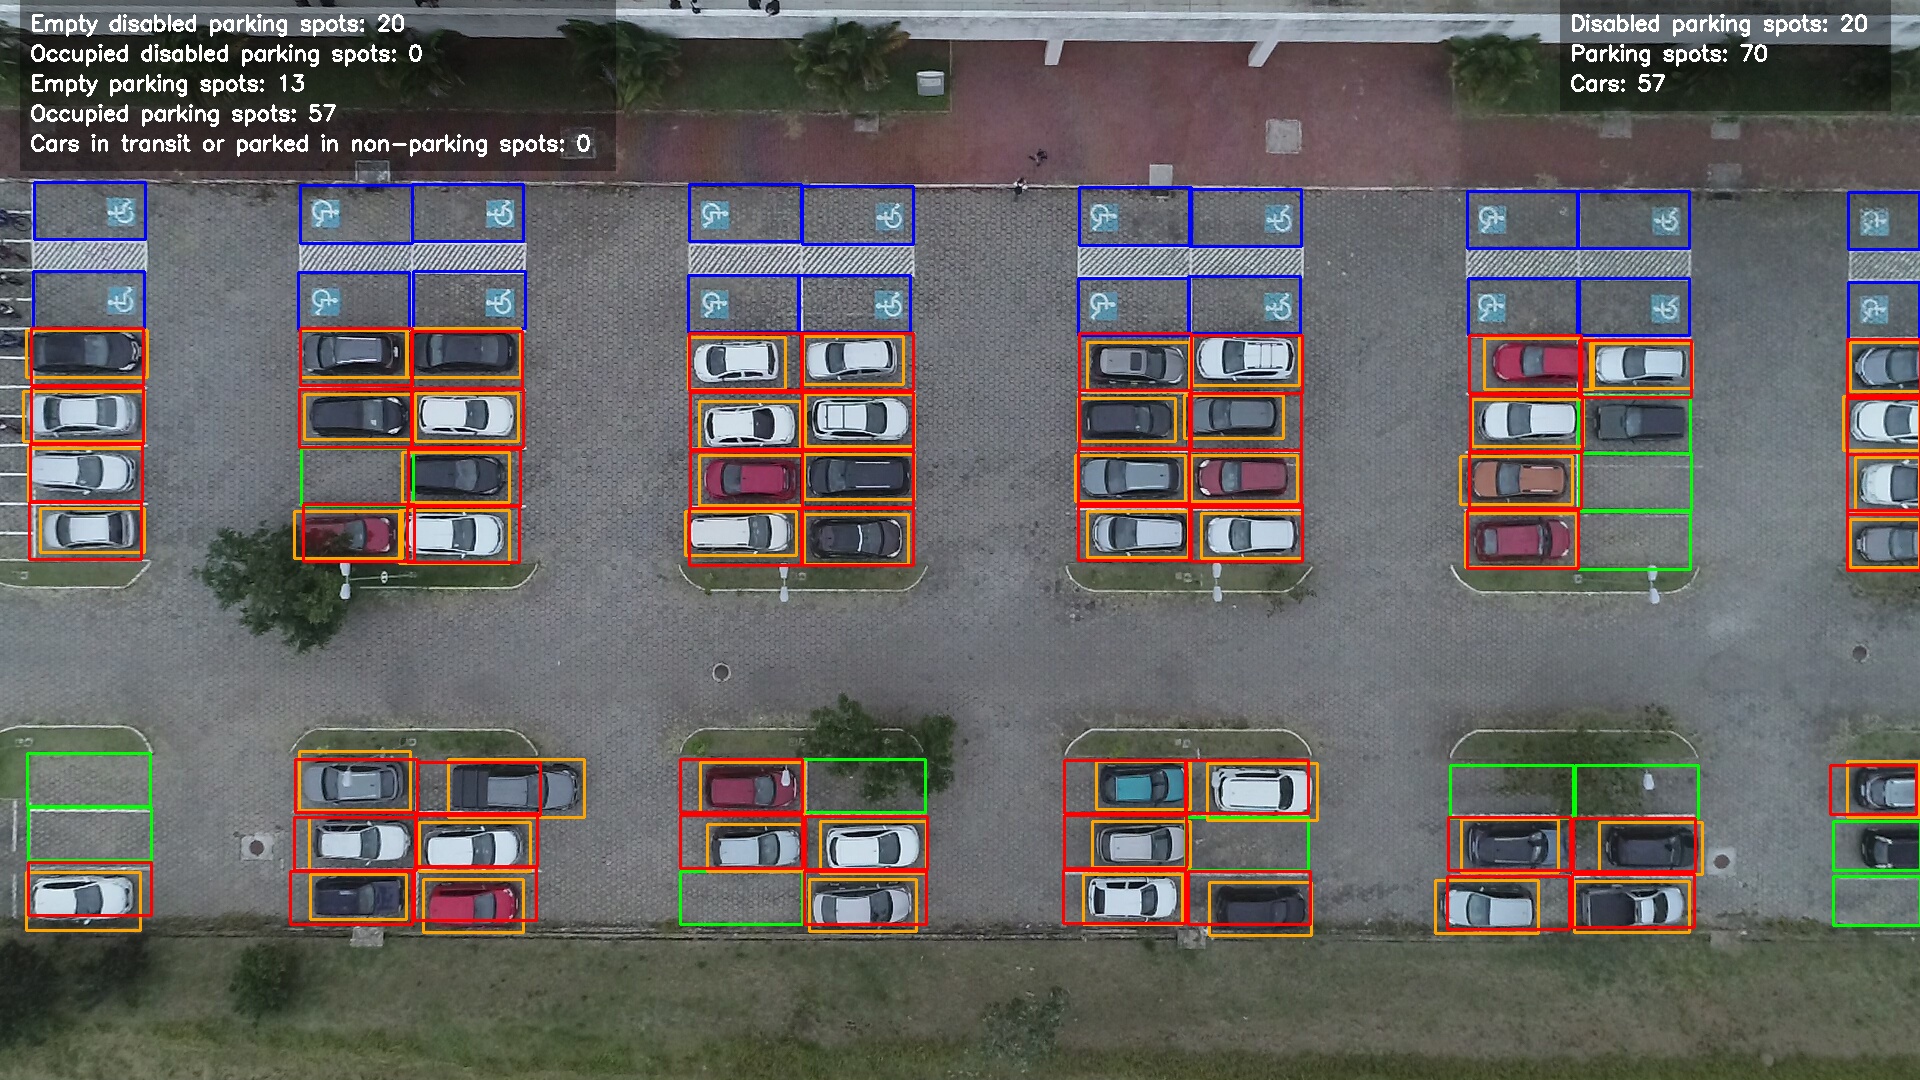 Empty disabled parking spots: 20
Occupied disabled parking spots: 0
Empty parking spots: 13
Occupied parking spots: 57
Cars in transit or parked in non-parking spots: 0
Disabled parking spots: 20
Parking spots: 70
Cars: 57